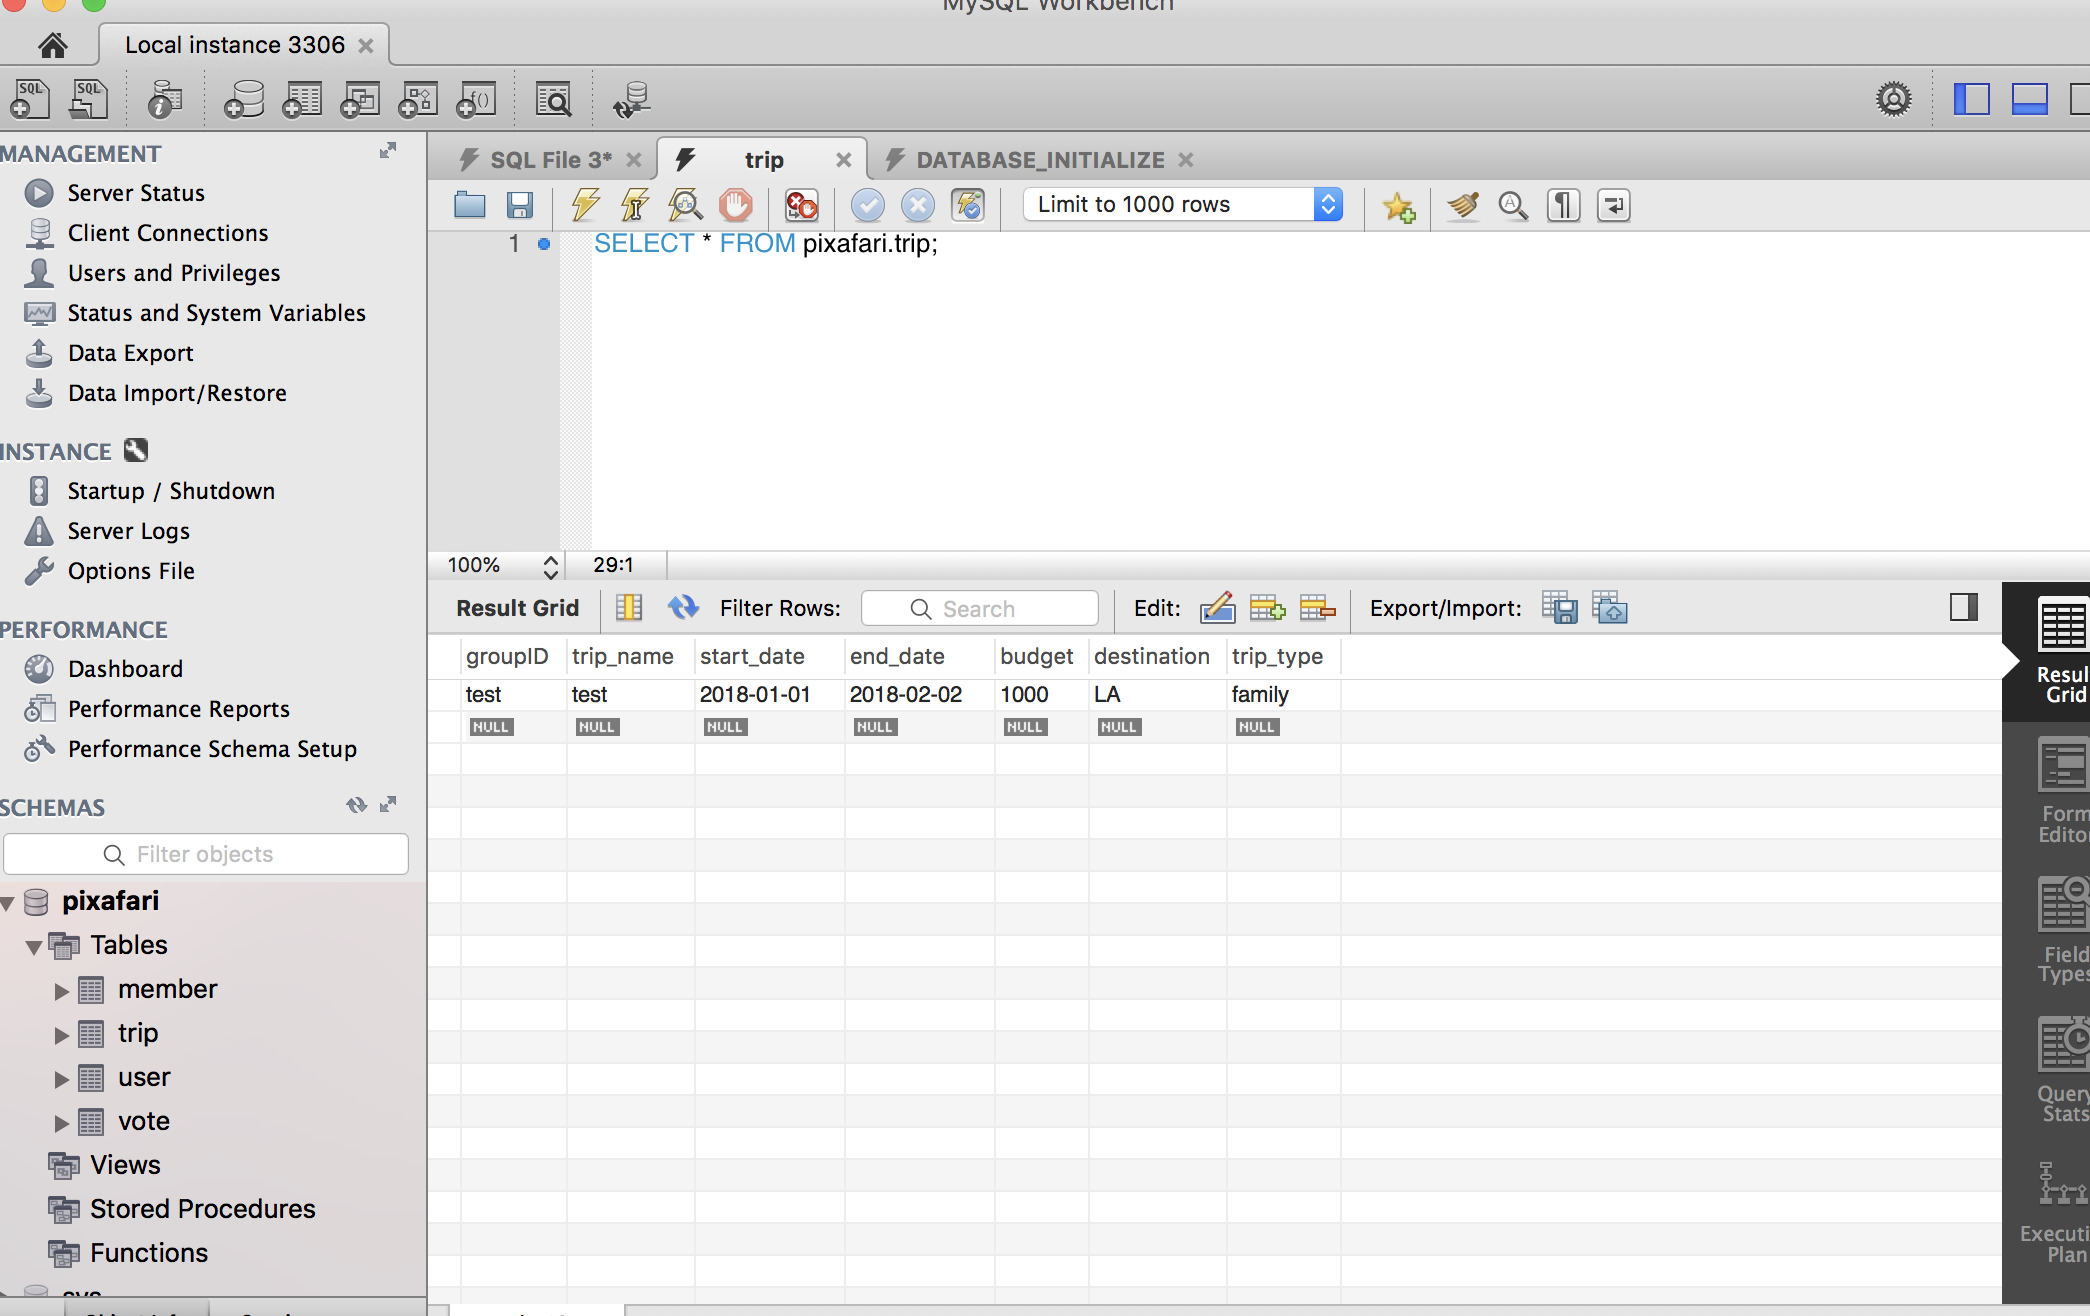 MySQL Workbench
Local instance 3306
SQL SQL f()
MANAGEMENT
Server Status
Client Connections
Users and Privileges
Status and System Variables
Data Export
Data Import/Restore
INSTANCE
Startup / Shutdown
Server Logs
Options File
PERFORMANCE
Dashboard
Performance Reports
Performance Schema Setup
SCHEMAS
Filter objects
pixafari
Tables
member
trip
user
vote
Views
Stored Procedures
Functions
sys
SQL File 3* trip DATABASE_INITIALIZE
Limit to 1000 rows
1 SELECT * FROM pixafari.trip;
100% 29:1
Result Grid Filter Rows: Search Edit: Export/Import:
groupID trip_name start_date end_date budget destination trip_type
test test 2018-01-01 2018-02-02 1000 LA family
NULL NULL NULL NULL NULL NULL NULL
Resul
Grid
Form
Edito
Field
Types
Query
Stats
Executi
Plan